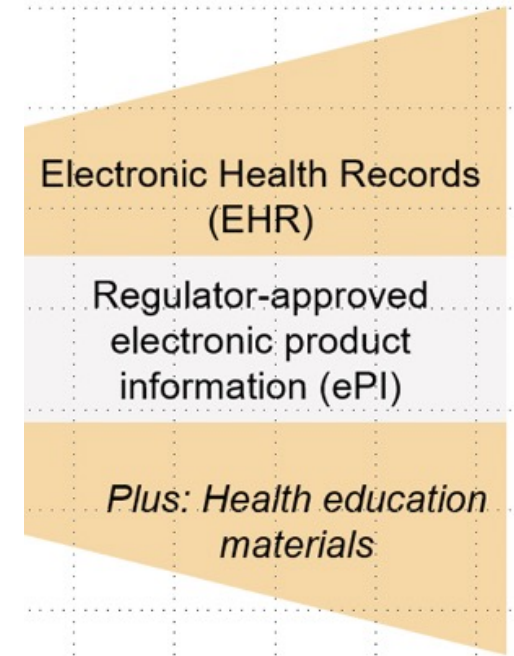 Electronic Health Records
(EHR)
Regulator-approved
electronic product
information (ePI)
Plus: Health education
materials